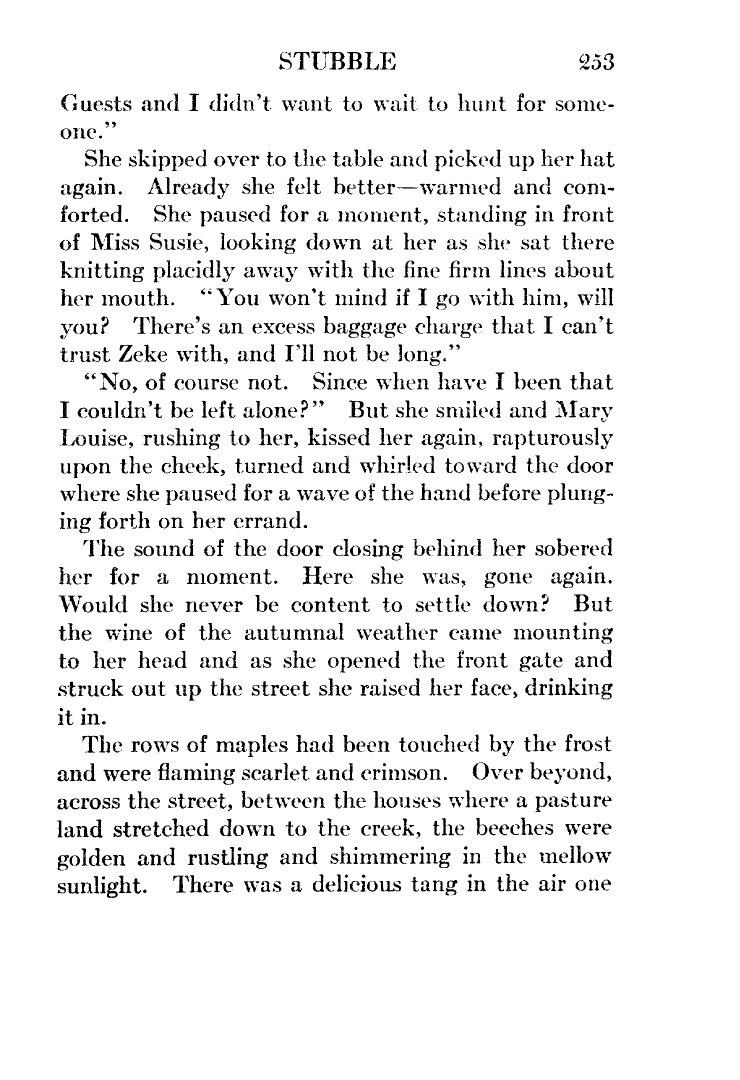 STUBBLE 253
Guests and I didn't want to wait to hunt for some-
one."
She skipped over to the table and picked up her hat
again. Already she felt better—warmed and com-
forted. She paused for a moment, standing in front
of Miss Susie, looking down at her as she sat there
knitting placidly away with the fine firm lines about
her mouth. "You won't mind if I go with him, will
you? There's an excess baggage charge that I can't
trust Zeke with, and I'll not be long."
"No, of course not. Since when have I been that
I couldn't be left alone?" But she smiled and Mary
Louise, rushing to her, kissed her again, rapturously
upon the cheek, turned and whirled toward the door
where she paused for a wave of the hand before plung-
ing forth on her errand.
The sound of the door closing behind her sobered
her for a moment. Here she was, gone again.
Would she never be content to settle down? But
the wine of the autumnal weather came mounting
to her head and as she opened the front gate and
struck out up the street she raised her face, drinking
it in.
The rows of maples had been touched by the frost
and were flaming scarlet and crimson. Over beyond,
across the street, between the houses where a pasture
land stretched down to the creek, the beeches were
golden and rustling and shimmering in the mellow
sunlight. There was a delicious tang in the air one